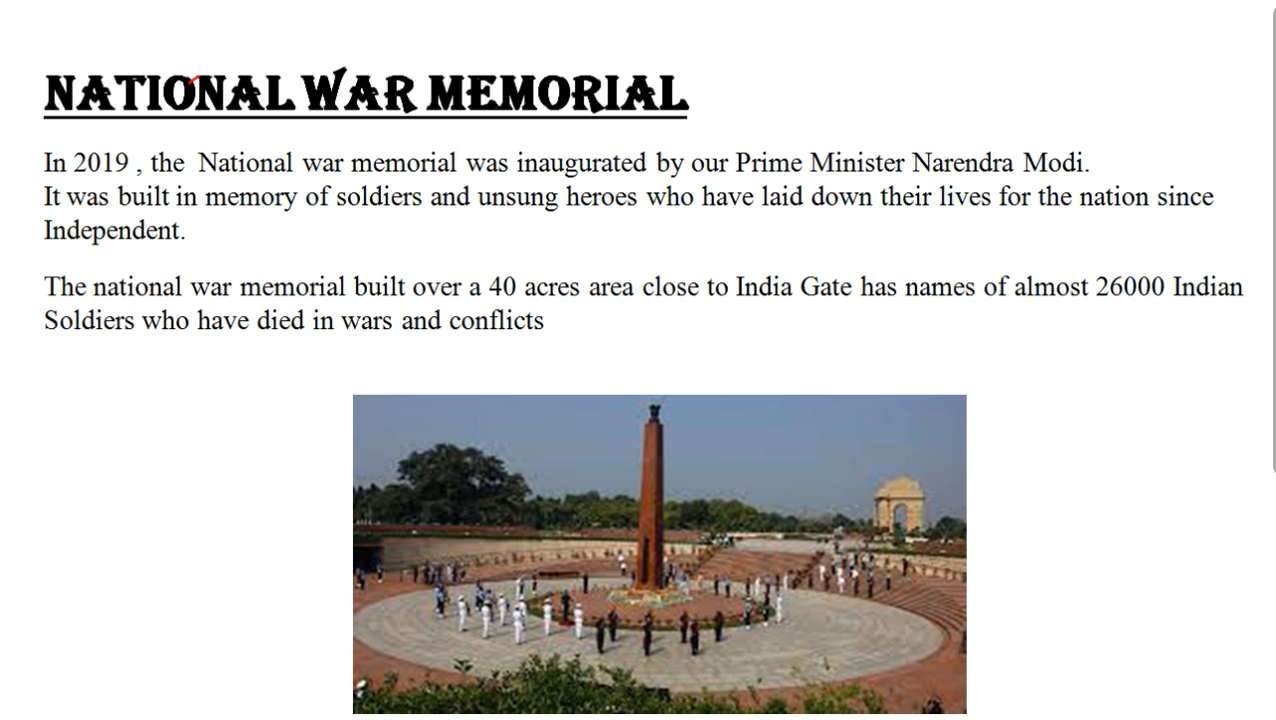 NATIONAL WAR MEMORIAL
In 2019 , the National war memorial was inaugurated by our Prime Minister Narendra Modi.
It was built in memory of soldiers and unsung heroes who have laid down their lives for the nation since
Independent.
The national war memorial built over a 40 acres area close to India Gate has names of almost 26000 Indian
Soldiers who have died in wars and conflicts